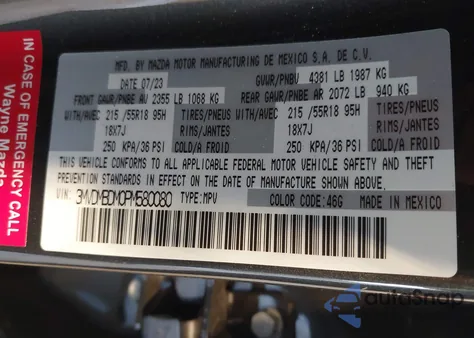 IN CASE OF EMERGENCY CALL
Wayne Mazda
MFD. BY MAZDA MOTOR MANUFACTURING DE MEXICO S.A. DE C.V.
DATE 07/23 GVWR/PNBV 4381 LB 1987 KG
FRONT GAWR/PNBE AV 2355 LB 1068 KG REAR GAWR/PNBE AR 2072 LB 940 KG
WITH/AVEC 215 /55R18 95H TIRES/PNEUS WITH/AVEC 215 /55R18 95H TIRES/PNEUS
18X7J RIMS/JANTES 18X7J RIMS/JANTES
250 KPA/36 PSI COLD/A FROID 250 KPA/36 PSI COLD/A FROID
THIS VEHICLE CONFORMS TO ALL APPLICABLE FEDERAL MOTOR VEHICLE SAFETY AND THEFT
PREVENTION STANDARDS IN EFFECT ON THE DATE OF MANUFACTURE SHOWN ABOVE.
VIN: 3MVDMBDM0PM580080 TYPE:MPV COLOR CODE:46G MADE IN MEXICO
autoSnap